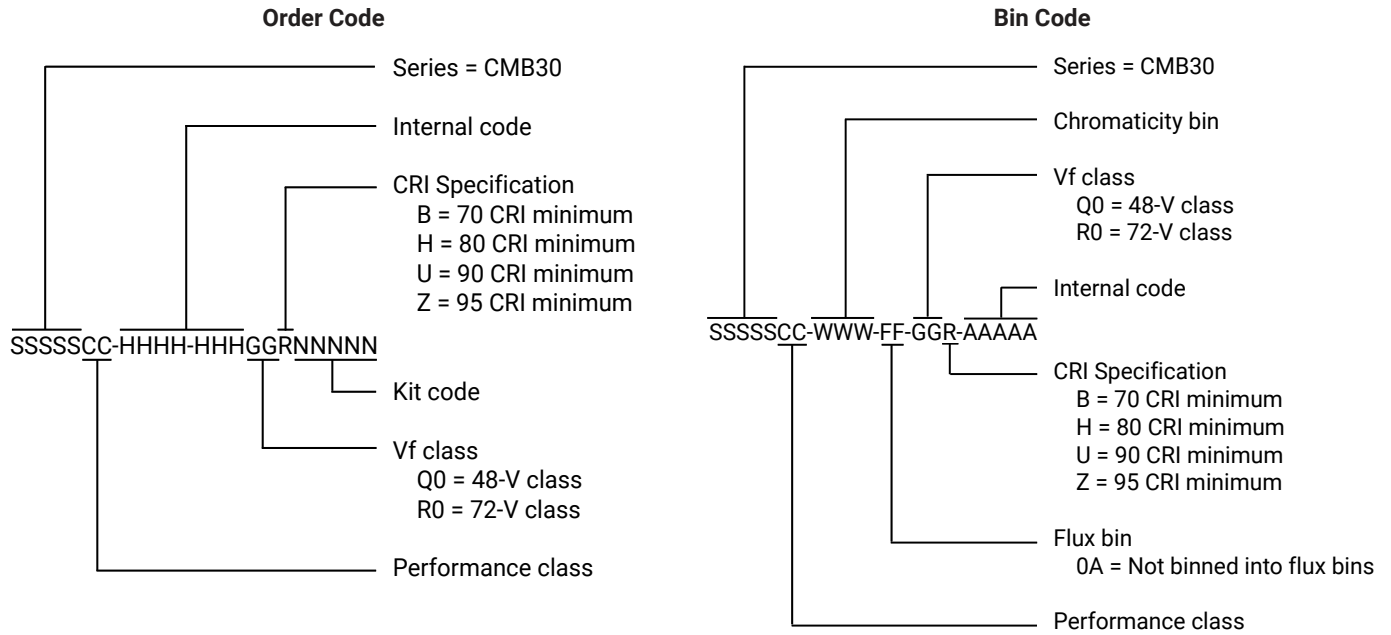 Order Code
Series = CMB30
Internal code
CRI Specification
B = 70 CRI minimum
H = 80 CRI minimum
U = 90 CRI minimum
Z = 95 CRI minimum
SSSSSCC-HHHH-HHHGGRNNNNN
Kit code
Vf class
Q0 = 48-V class
R0 = 72-V class
Performance class
Bin Code
Series = CMB30
Chromaticity bin
Vf class
Q0 = 48-V class
R0 = 72-V class
Internal code
SSSSSCC-WWW-FF-GGR-AAAAA
CRI Specification
B = 70 CRI minimum
H = 80 CRI minimum
U = 90 CRI minimum
Z = 95 CRI minimum
Flux bin
0A = Not binned into flux bins
Performance class